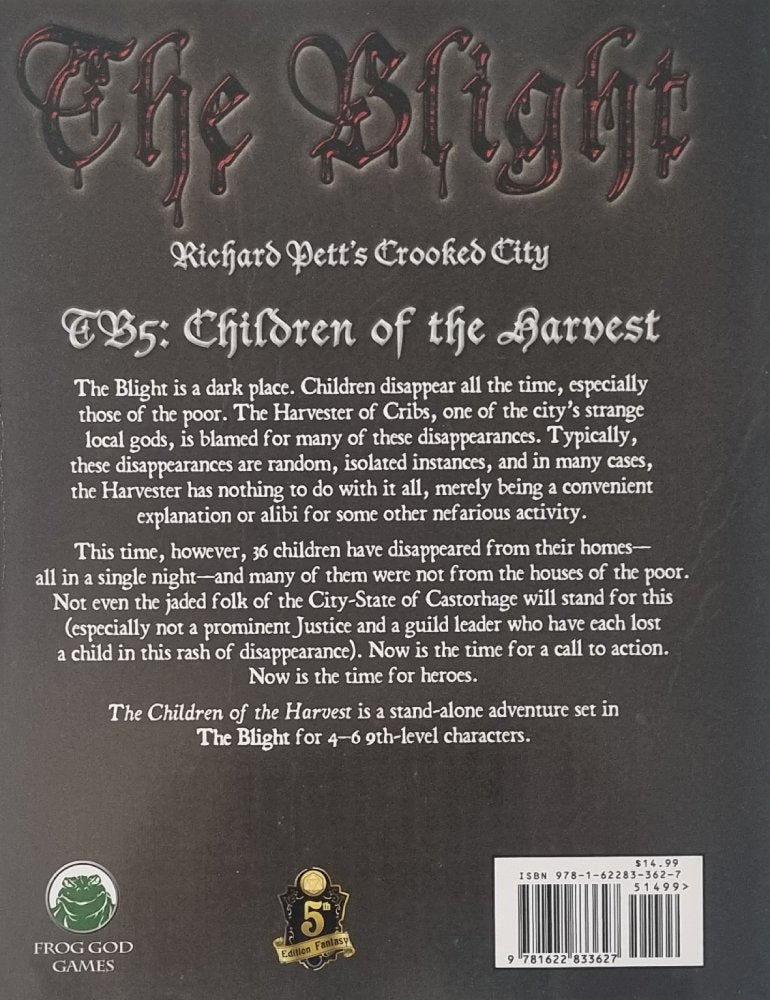 The Blight
Richard Pett's Crooked City
TB5: Children of the Harvest
The Blight is a dark place. Children disappear all the time, especially
those of the poor. The Harvester of Cribs, one of the city's strange
local gods, is blamed for many of these disappearances. Typically,
these disappearances are random, isolated instances, and in many cases,
the Harvester has nothing to do with it all, merely being a convenient
explanation or alibi for some other nefarious activity.
This time, however, 36 children have disappeared from their homes—
all in a single night—and many of them were not from the houses of the poor.
Not even the jaded folk of the City-State of Castorhage will stand for this
(especially not a prominent Justice and a guild leader who have each lost
a child in this rash of disappearance). Now is the time for a call to action.
Now is the time for heroes.
The Children of the Harvest is a stand-alone adventure set in
The Blight for 4–6 9th-level characters.
FROG GOD
GAMES
5th
Edition Fantasy
$14.99
ISBN 978-1-62283-362-7
51499>
9 781622 833627